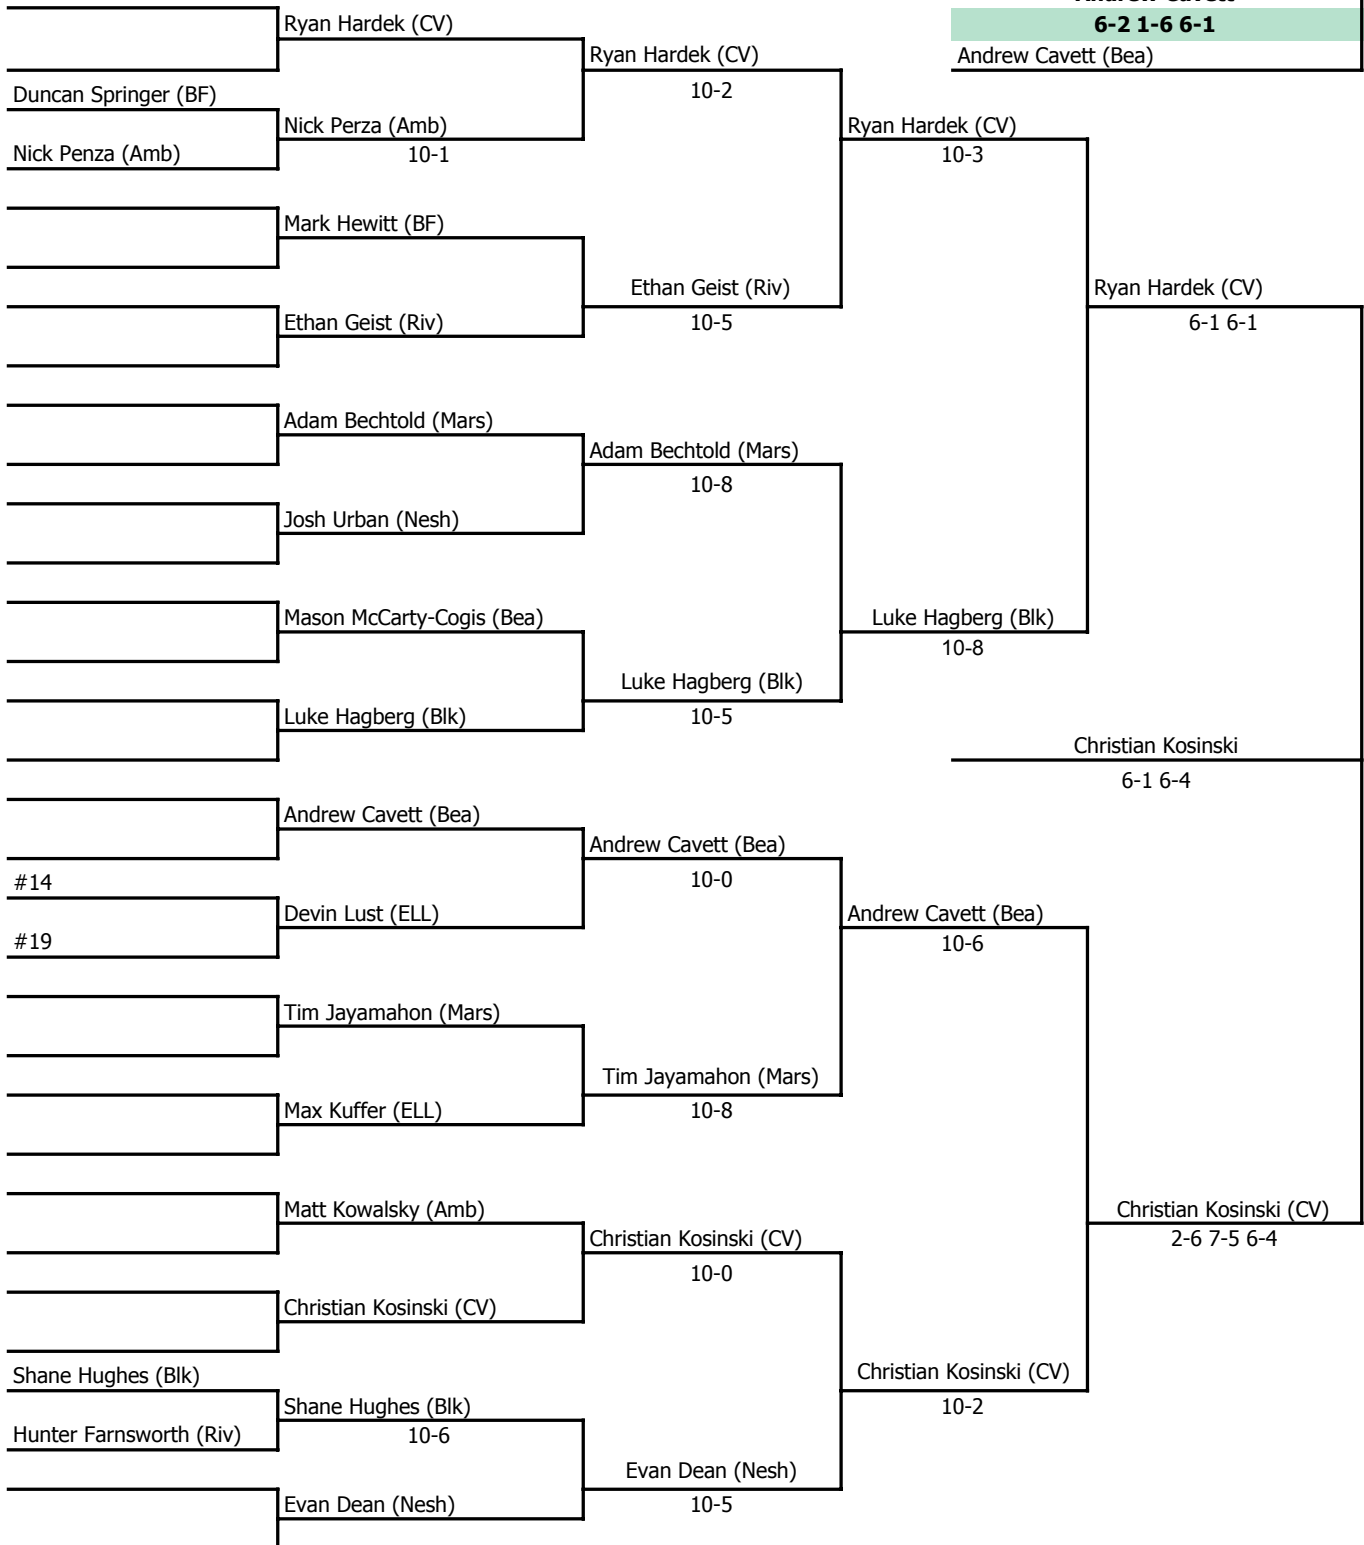 Andrew Cavett
6-2 1-6 6-1
Andrew Cavett (Bea)
Ryan Hardek (CV)
Ryan Hardek (CV)
10-2
Duncan Springer (BF)
Nick Perza (Amb)
10-1
Nick Penza (Amb)
Ryan Hardek (CV)
10-3
Mark Hewitt (BF)
Ethan Geist (Riv)
10-5
Ethan Geist (Riv)
Ryan Hardek (CV)
6-1 6-1
Adam Bechtold (Mars)
Adam Bechtold (Mars)
10-8
Josh Urban (Nesh)
Mason McCarty-Cogis (Bea)
Luke Hagberg (Blk)
10-8
Luke Hagberg (Blk)
10-5
Luke Hagberg (Blk)
Christian Kosinski
6-1 6-4
Andrew Cavett (Bea)
Andrew Cavett (Bea)
10-0
#14
Devin Lust (ELL)
#19
Andrew Cavett (Bea)
10-6
Tim Jayamahon (Mars)
Tim Jayamahon (Mars)
10-8
Max Kuffer (ELL)
Matt Kowalsky (Amb)
Christian Kosinski (CV)
2-6 7-5 6-4
Christian Kosinski (CV)
10-0
Christian Kosinski (CV)
Shane Hughes (Blk)
Christian Kosinski (CV)
10-2
Shane Hughes (Blk)
10-6
Hunter Farnsworth (Riv)
Evan Dean (Nesh)
10-5
Evan Dean (Nesh)